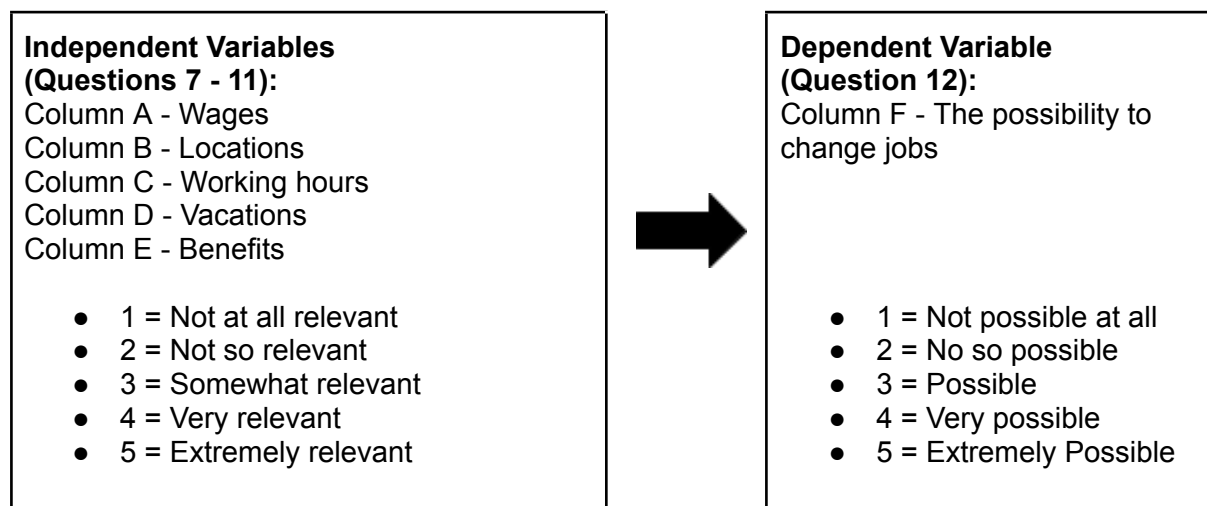 Independent Variables
(Questions 7 - 11):
Column A - Wages
Column B - Locations
Column C - Working hours
Column D - Vacations
Column E - Benefits
● 1 = Not at all relevant
● 2 = Not so relevant
● 3 = Somewhat relevant
● 4 = Very relevant
● 5 = Extremely relevant
Dependent Variable
(Question 12):
Column F - The possibility to
change jobs
● 1 = Not possible at all
● 2 = No so possible
● 3 = Possible
● 4 = Very possible
● 5 = Extremely Possible